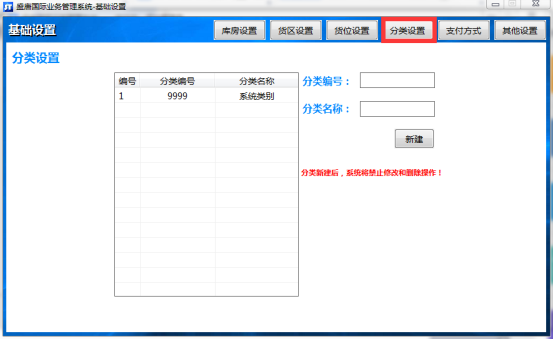 盛唐国际业务管理系统-基础设置
基础设置
库房设置 货区设置 货位设置 分类设置 支付方式 其他设置
分类设置
编号 分类编号 分类名称
1 9999 系统类别
分类编号：
分类名称：
新建
分类新建后，系统将禁止修改和删除操作！